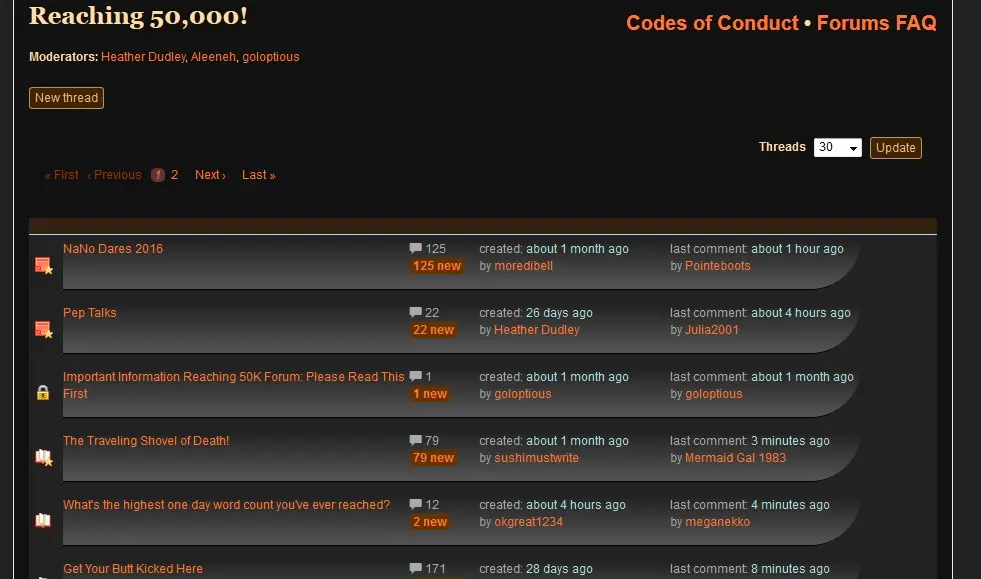 Reaching 50,000!
Codes of Conduct • Forums FAQ
Moderators: Heather Dudley, Aleeneh, goloptious
New thread
Threads 30 Update
« First ‹ Previous 1 2 Next › Last »
NaNo Dares 2016 125 created: about 1 month ago last comment: about 1 hour ago
125 new by moredibell by Pointeboots
Pep Talks 22 created: 26 days ago last comment: about 4 hours ago
22 new by Heather Dudley by Julia2001
Important Information Reaching 50K Forum: Please Read This 1 created: about 1 month ago last comment: about 1 month ago
First 1 new by goloptious by goloptious
The Traveling Shovel of Death! 79 created: about 1 month ago last comment: 3 minutes ago
79 new by sushimustwrite by Mermaid Gal 1983
What's the highest one day word count you've ever reached? 12 created: about 4 hours ago last comment: 4 minutes ago
2 new by okgreat1234 by meganekko
Get Your Butt Kicked Here 171 created: 28 days ago last comment: 8 minutes ago